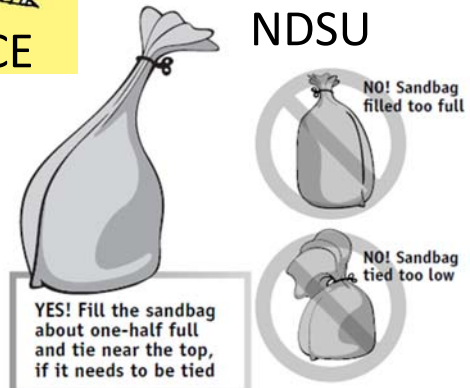 CE
NDSU
NO! Sandbag
filled too full
NO! Sandbag
tied too low
YES! Fill the sandbag
about one-half full
and tie near the top,
if it needs to be tied